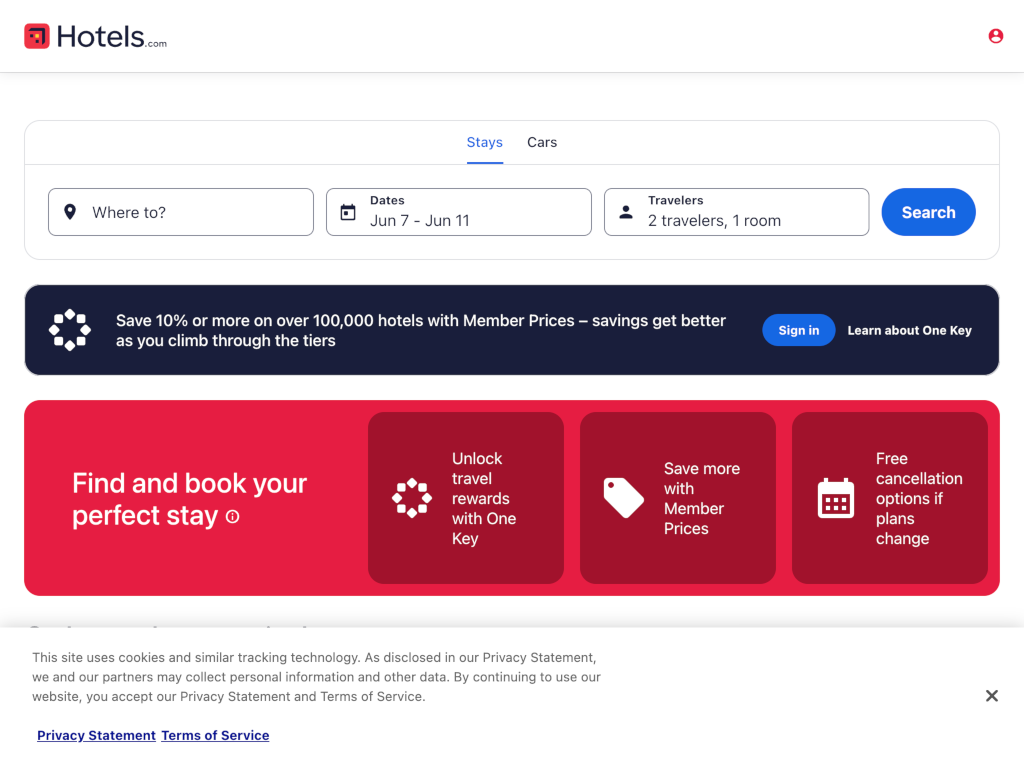 Hotels.com
Stays
Cars
Where to?
Dates
Jun 7 - Jun 11
Travelers
2 travelers, 1 room
Search
Save 10% or more on over 100,000 hotels with Member Prices – savings get better
as you climb through the tiers
Sign in
Learn about One Key
Find and book your
perfect stay
Unlock
travel
rewards
with One
Key
Save more
with
Member
Prices
Free
cancellation
options if
plans
change
This site uses cookies and similar tracking technology. As disclosed in our Privacy Statement,
we and our partners may collect personal information and other data. By continuing to use our
website, you accept our Privacy Statement and Terms of Service.
Privacy Statement Terms of Service